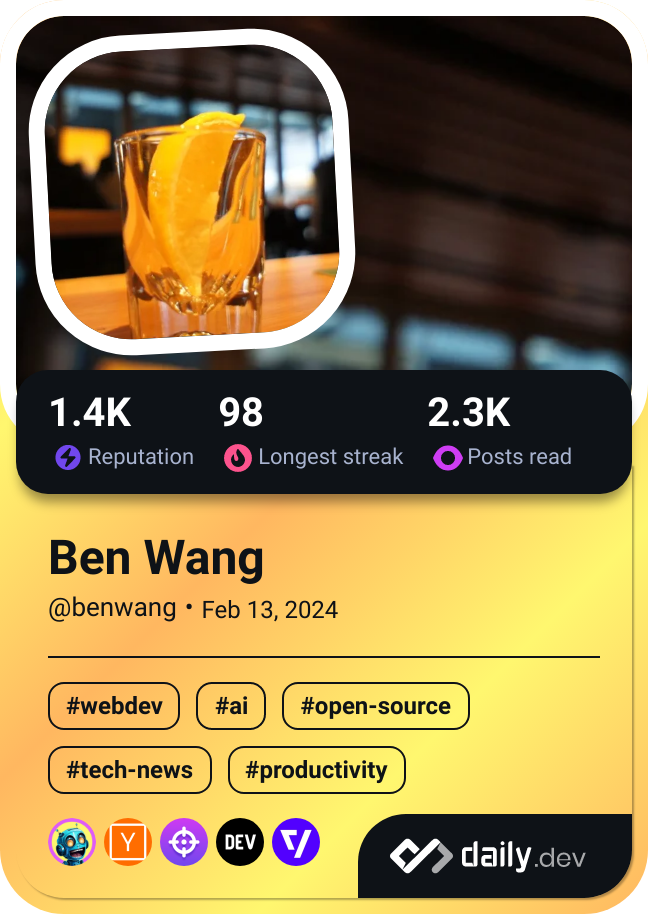 1.4K 98 2.3K
Reputation Longest streak Posts read
Ben Wang
@benwang • Feb 13, 2024
#webdev #ai #open-source
#tech-news #productivity
Y DEV daily.dev